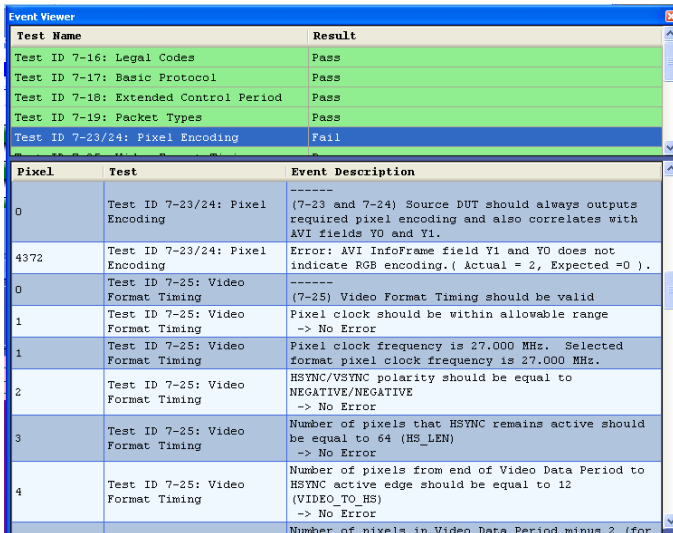 Event Viewer
Test Name Result
Test ID 7-16: Legal Codes Pass
Test ID 7-17: Basic Protocol Pass
Test ID 7-18: Extended Control Period Pass
Test ID 7-19: Packet Types Pass
Test ID 7-23/24: Pixel Encoding Fail
Pixel Test Event Description
0
Test ID 7-23/24: Pixel
Encoding
------
(7-23 and 7-24) Source DUT should always outputs
required pixel encoding and also correlates with
AVI fields Y0 and Y1.
4372
Test ID 7-23/24: Pixel
Encoding
Error: AVI InfoFrame field Y1 and Y0 does not
indicate RGB encoding.( Actual = 2, Expected =0 ).
0
Test ID 7-25: Video
Format Timing
------
(7-25) Video Format Timing should be valid
1
Test ID 7-25: Video
Format Timing
Pixel clock should be within allowable range
-> No Error
1
Test ID 7-25: Video
Format Timing
Pixel clock frequency is 27.000 MHz. Selected
format pixel clock frequency is 27.000 MHz.
2
Test ID 7-25: Video
Format Timing
HSYNC/VSYNC polarity should be equal to
NEGATIVE/NEGATIVE
-> No Error
3
Test ID 7-25: Video
Format Timing
Number of pixels that HSYNC remains active should
be equal to 64 (HS_LEN)
-> No Error
4
Test ID 7-25: Video
Format Timing
Number of pixels from end of Video Data Period to
HSYNC active edge should be equal to 12
(VIDEO_TO_HS)
-> No Error
Number of pixels in Video Data Period minus 2 (for